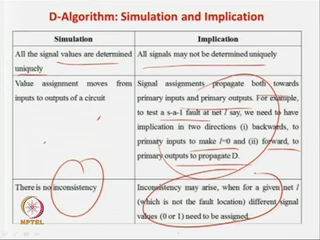 D-Algorithm: Simulation and Implication
Simulation
Implication
All the signal values are determined
uniquely
All signals may not be determined uniquely
Value assignment moves from
inputs to outputs of a circuit
Signal assignments propagate both towards
primary inputs and primary outputs. For example,
to test a s-a-1 fault at net l say, we need to have
implication in two directions (i) backwards, to
primary inputs to make l=0 and (ii) forward, to
primary outputs to propagate D.
There is no inconsistency
Inconsistency may arise, when for a given net l
(which is not the fault location) different signal
values (0 or 1) need to be assigned.
NPTEL